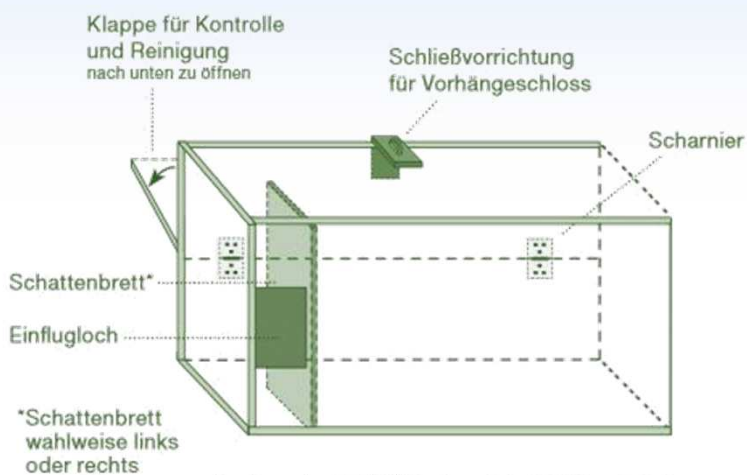 Klappe für Kontrolle
und Reinigung
nach unten zu öffnen
Schließvorrichtung
für Vorhängeschloss
Scharnier
Schattenbrett*
Einflugloch
*Schattenbrett
wahlweise links
oder rechts